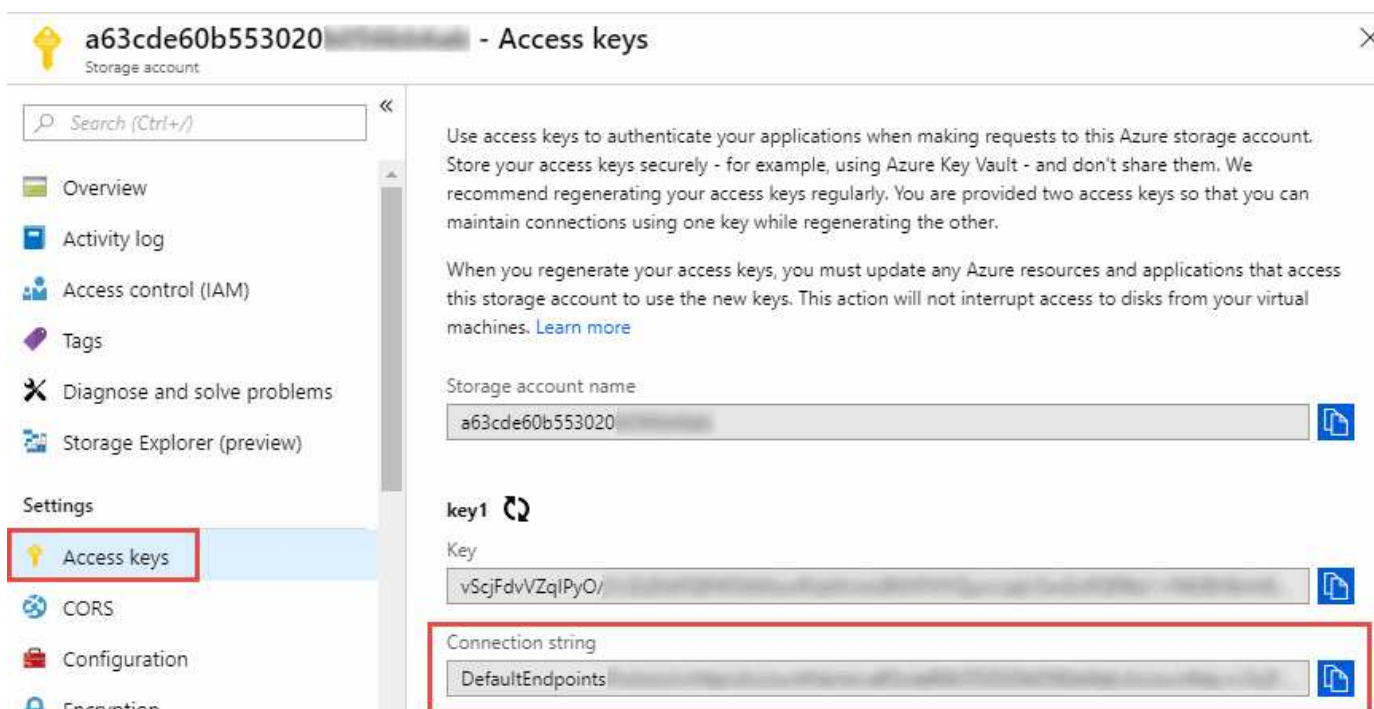 a63cde60b553020 - Access keys
Storage account
Search (Ctrl+/)
Overview
Activity log
Access control (IAM)
Tags
Diagnose and solve problems
Storage Explorer (preview)
Settings
Access keys
CORS
Configuration
Encryption
Use access keys to authenticate your applications when making requests to this Azure storage account.
Store your access keys securely - for example, using Azure Key Vault - and don't share them. We
recommend regenerating your access keys regularly. You are provided two access keys so that you can
maintain connections using one key while regenerating the other.
When you regenerate your access keys, you must update any Azure resources and applications that access
this storage account to use the new keys. This action will not interrupt access to disks from your virtual
machines. Learn more
Storage account name
a63cde60b553020
key1
Key
vScjFdvVZqIPyO/
Connection string
DefaultEndpoints